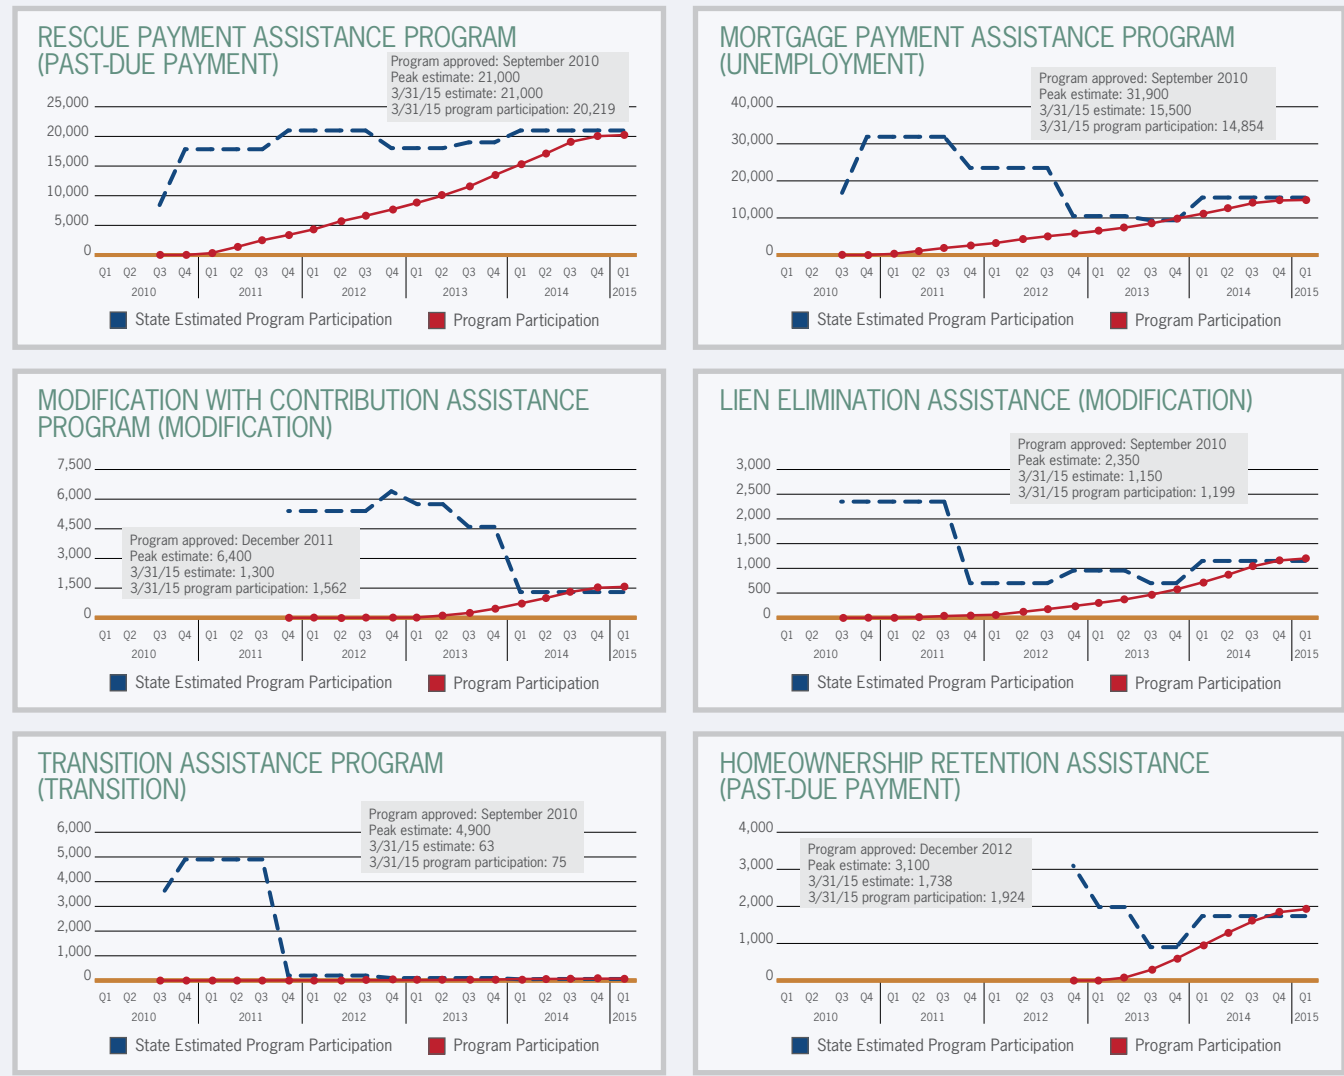 RESCUE PAYMENT ASSISTANCE PROGRAM
(PAST-DUE PAYMENT)
Program approved: September 2010
Peak estimate: 21,000
3/31/15 estimate: 21,000
3/31/15 program participation: 20,219
25,000
20,000
15,000
10,000
5,000
0
Q1 Q2 Q3 Q4 Q1 Q2 Q3 Q4 Q1 Q2 Q3 Q4 Q1 Q2 Q3 Q4 Q1 Q2 Q3 Q4 Q1
2010 2011 2012 2013 2014 2015
State Estimated Program Participation Program Participation
MORTGAGE PAYMENT ASSISTANCE PROGRAM
(UNEMPLOYMENT)
Program approved: September 2010
Peak estimate: 31,900
3/31/15 estimate: 15,500
3/31/15 program participation: 14,854
40,000
30,000
20,000
10,000
0
Q1 Q2 Q3 Q4 Q1 Q2 Q3 Q4 Q1 Q2 Q3 Q4 Q1 Q2 Q3 Q4 Q1 Q2 Q3 Q4 Q1
2010 2011 2012 2013 2014 2015
State Estimated Program Participation Program Participation
MODIFICATION WITH CONTRIBUTION ASSISTANCE
PROGRAM (MODIFICATION)
7,500
6,000
4,500
3,000
1,500
0
Program approved: December 2011
Peak estimate: 6,400
3/31/15 estimate: 1,300
3/31/15 program participation: 1,562
Q1 Q2 Q3 Q4 Q1 Q2 Q3 Q4 Q1 Q2 Q3 Q4 Q1 Q2 Q3 Q4 Q1 Q2 Q3 Q4 Q1
2010 2011 2012 2013 2014 2015
State Estimated Program Participation Program Participation
LIEN ELIMINATION ASSISTANCE (MODIFICATION)
Program approved: September 2010
Peak estimate: 2,350
3/31/15 estimate: 1,150
3/31/15 program participation: 1,199
3,000
2,500
2,000
1,500
1,000
500
0
Q1 Q2 Q3 Q4 Q1 Q2 Q3 Q4 Q1 Q2 Q3 Q4 Q1 Q2 Q3 Q4 Q1 Q2 Q3 Q4 Q1
2010 2011 2012 2013 2014 2015
State Estimated Program Participation Program Participation
TRANSITION ASSISTANCE PROGRAM
(TRANSITION)
Program approved: September 2010
Peak estimate: 4,900
3/31/15 estimate: 63
3/31/15 program participation: 75
6,000
5,000
4,000
3,000
2,000
1,000
0
Q1 Q2 Q3 Q4 Q1 Q2 Q3 Q4 Q1 Q2 Q3 Q4 Q1 Q2 Q3 Q4 Q1 Q2 Q3 Q4 Q1
2010 2011 2012 2013 2014 2015
State Estimated Program Participation Program Participation
HOMEOWNERSHIP RETENTION ASSISTANCE
(PAST-DUE PAYMENT)
4,000
3,000
2,000
1,000
0
Program approved: December 2012
Peak estimate: 3,100
3/31/15 estimate: 1,738
3/31/15 program participation: 1,924
Q1 Q2 Q3 Q4 Q1 Q2 Q3 Q4 Q1 Q2 Q3 Q4 Q1 Q2 Q3 Q4 Q1 Q2 Q3 Q4 Q1
2010 2011 2012 2013 2014 2015
State Estimated Program Participation Program Participation